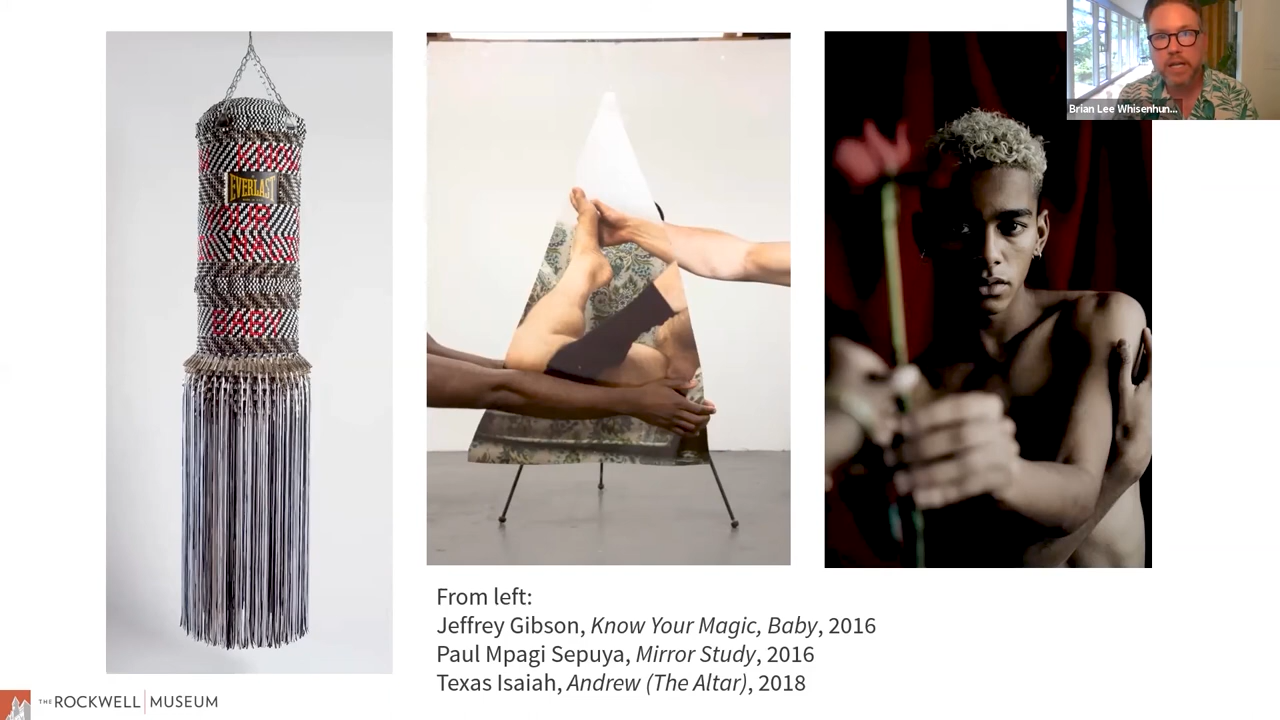 Brian Lee Whisenhun...
KNOW
EVERLAST
YOUR
MAGI
BABY
From left:
Jeffrey Gibson, Know Your Magic, Baby, 2016
Paul Mpagi Sepuya, Mirror Study, 2016
Texas Isaiah, Andrew (The Altar), 2018
THE ROCKWELL MUSEUM